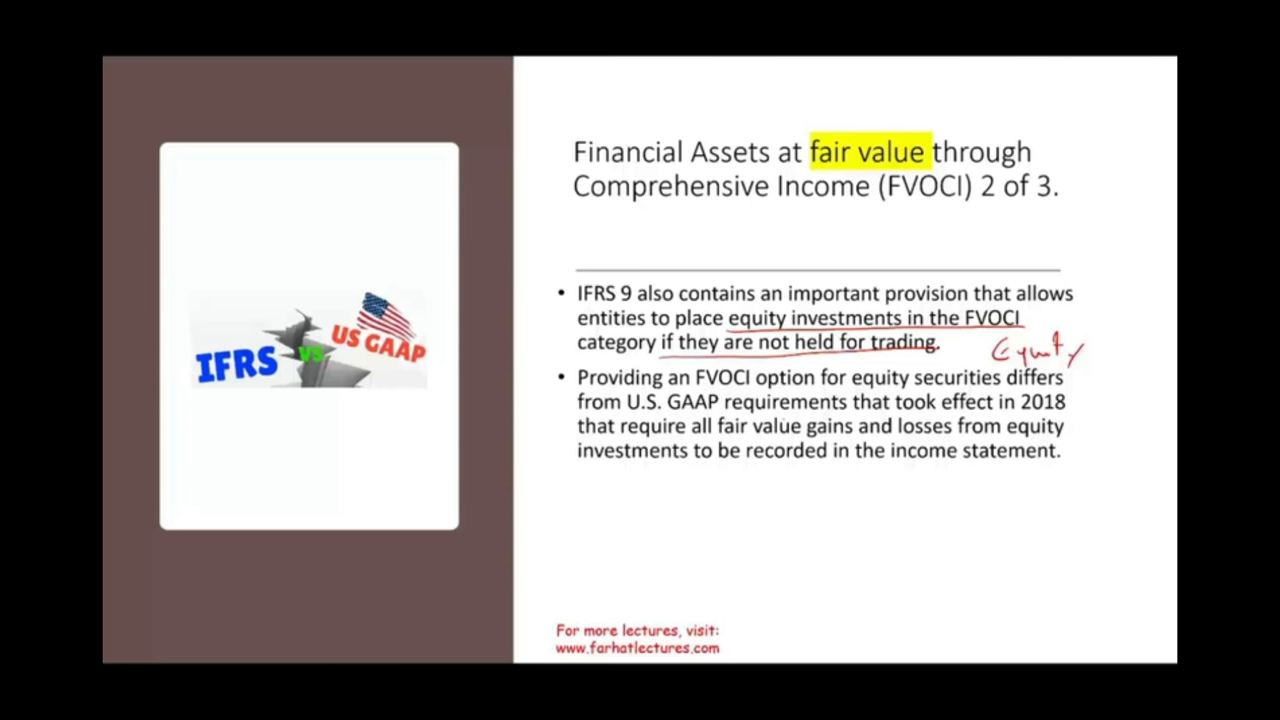 IFRS
vs
US GAAP
Financial Assets at fair value through
Comprehensive Income (FVOCI) 2 of 3.
• IFRS 9 also contains an important provision that allows
entities to place equity investments in the FVOCI
category if they are not held for trading.
Equity
• Providing an FVOCI option for equity securities differs
from U.S. GAAP requirements that took effect in 2018
that require all fair value gains and losses from equity
investments to be recorded in the income statement.
For more lectures, visit:
www.farhatlectures.com